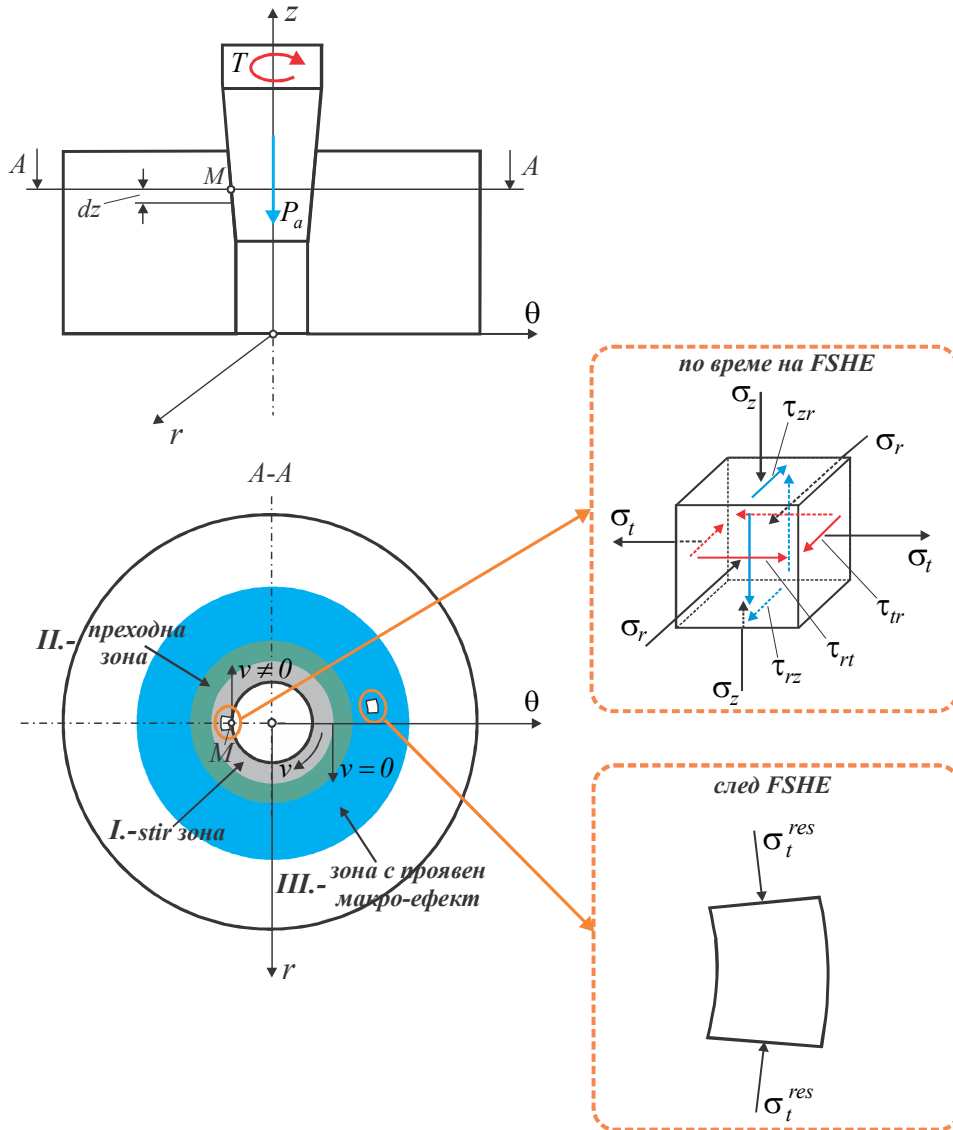 z
T
A
M
A
dz
P_a
θ
r
A-A
II.- преходна
зона
v ≠ 0
θ
M
v
v = 0
I.-stir зона
III.- зона с проявен
макро-ефект
r
по време на FSHE
σ_z
τ_zr
σ_r
σ_t
σ_t
τ_tr
σ_r
τ_rt
τ_rz
σ_z
след FSHE
σ_t^res
σ_t^res